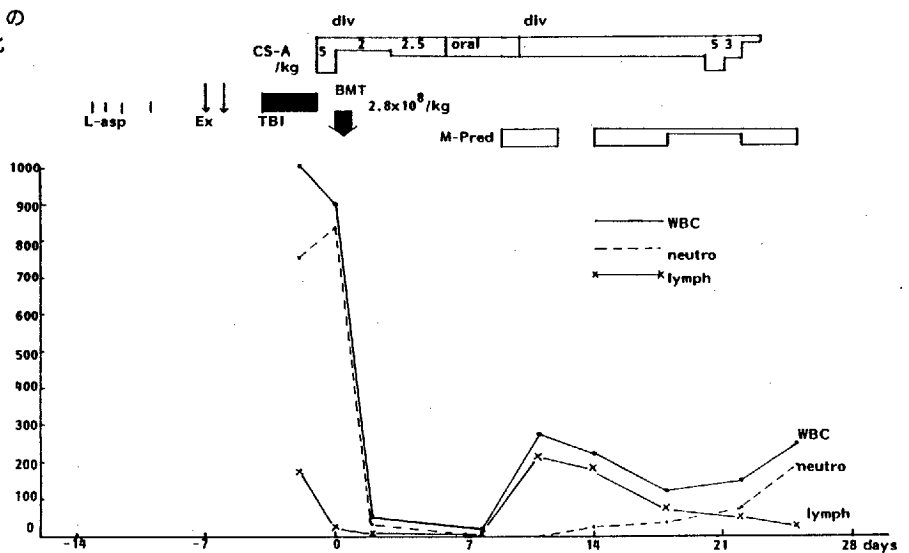 の
div div
CS-A 5 2 2.5 oral 5 3
/kg
BMT
L-asp Ex TBI 2.8x10⁸/kg
M-Pred
1000
900
800
700
600
500
400
300
200
100
0
WBC
neutro
lymph
WBC
neutro
lymph
-14 -7 0 7 14 21 28 days